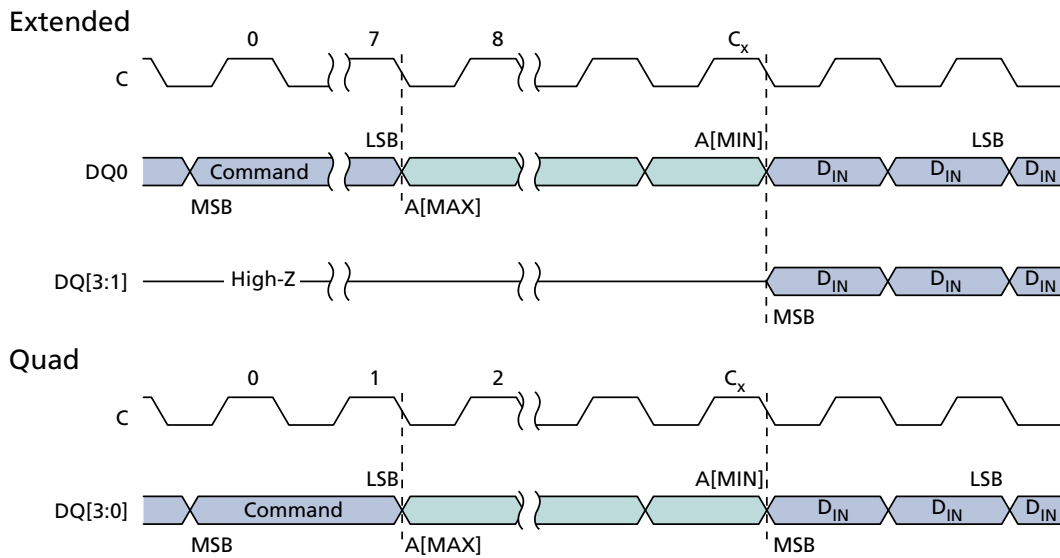 Extended
0 7 8 Cx
C
LSB A[MIN] LSB
DQ0 Command DIN DIN DIN
MSB A[MAX]
DQ[3:1] High-Z DIN DIN DIN
MSB
Quad
0 1 2 Cx
C
LSB A[MIN] LSB
DQ[3:0] Command DIN DIN DIN
MSB A[MAX] MSB